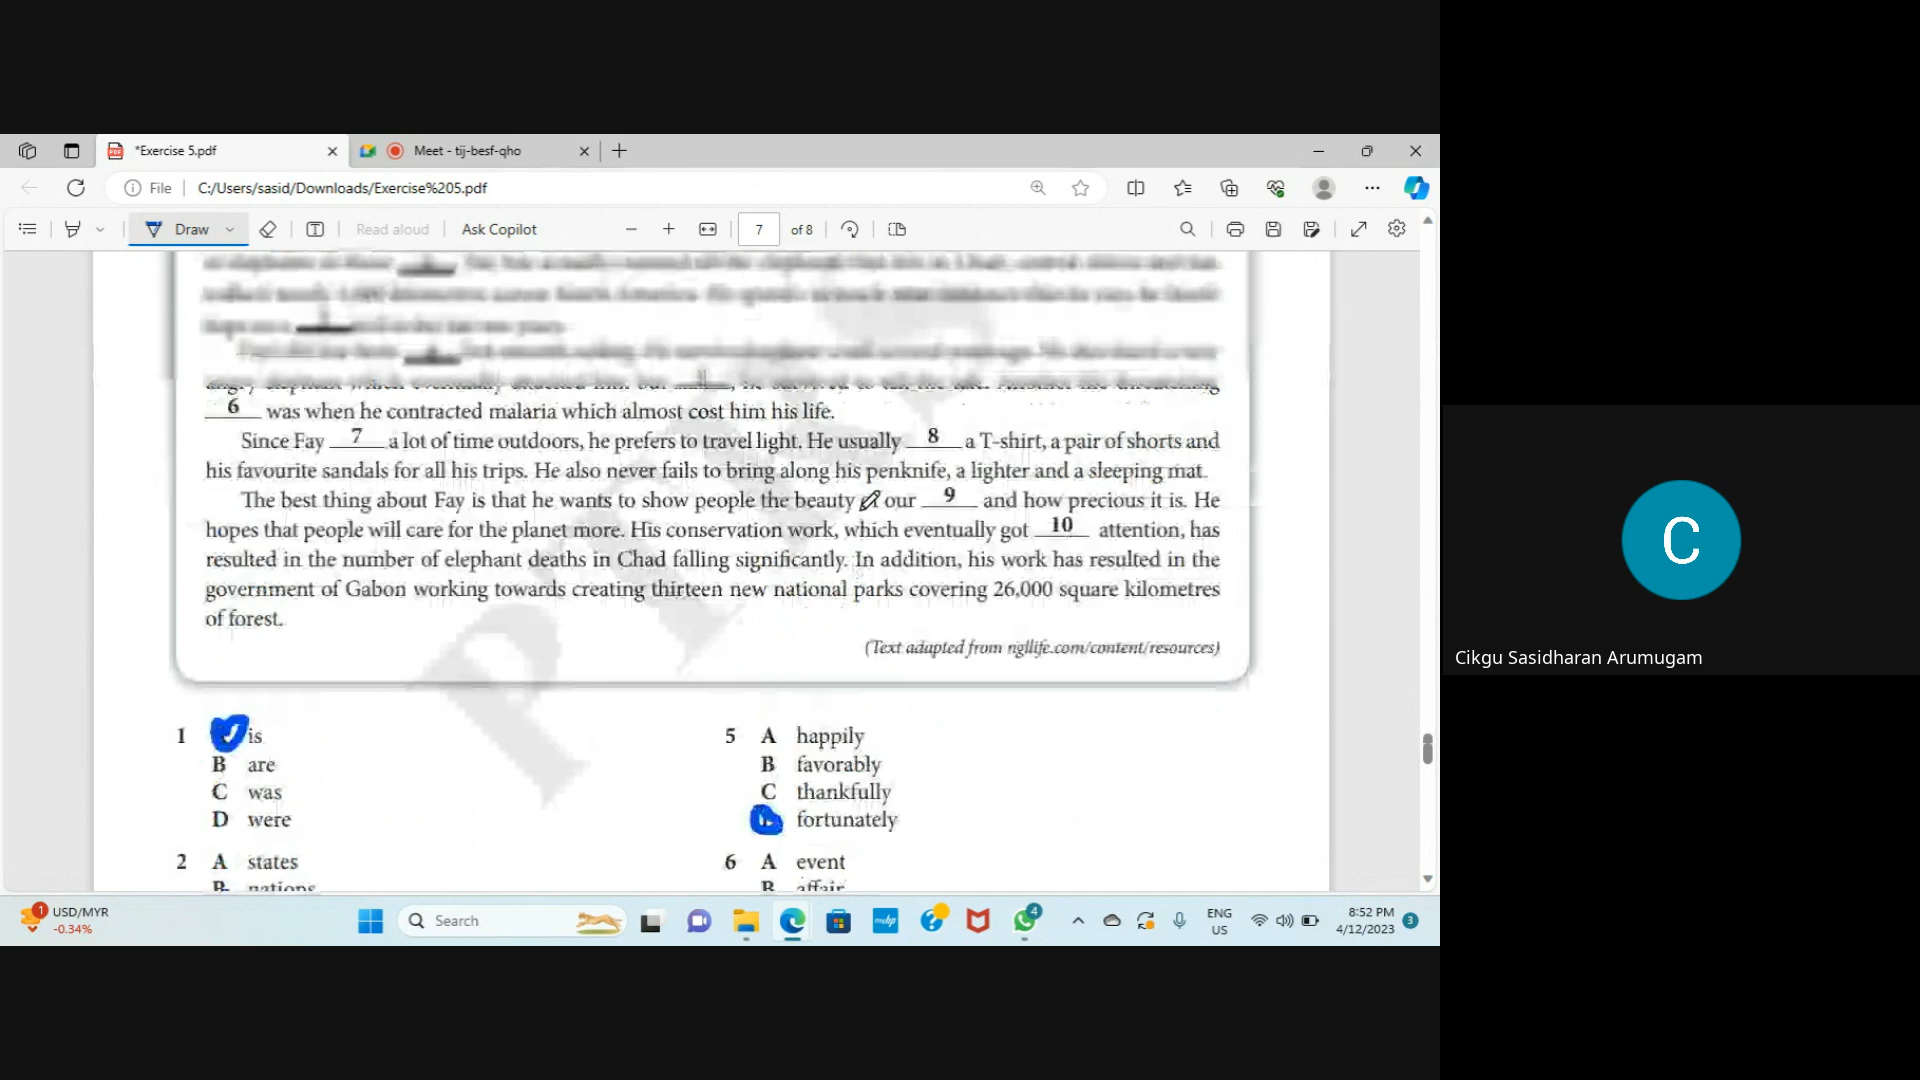 *Exercise 5.pdf
Meet - tij-besf-qho
File
C:/Users/sasid/Downloads/Exercise%205.pdf
Draw
Read aloud
Ask Copilot
7
of 8
6 was when he contracted malaria which almost cost him his life.
Since Fay 7 a lot of time outdoors, he prefers to travel light. He usually 8 a T-shirt, a pair of shorts and
his favourite sandals for all his trips. He also never fails to bring along his penknife, a lighter and a sleeping mat.
The best thing about Fay is that he wants to show people the beauty our 9 and how precious it is. He
hopes that people will care for the planet more. His conservation work, which eventually got 10 attention, has
resulted in the number of elephant deaths in Chad falling significantly. In addition, his work has resulted in the
government of Gabon working towards creating thirteen new national parks covering 26,000 square kilometres
of forest.
(Text adapted from ngllife.com/content/resources)
1 is
B are
C was
D were
2 A states
B nations
5 A happily
B favorably
C thankfully
fortunately
6 A event
B affair
C
Cikgu Sasidharan Arumugam
1
USD/MYR
-0.34%
Search
myhp
4
ENG
US
8:52 PM
4/12/2023
3